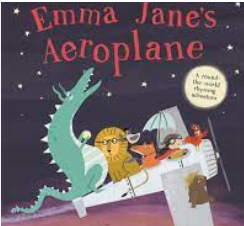 Emma Jane's
Aeroplane
A round-
the-world
rhyming
adventure